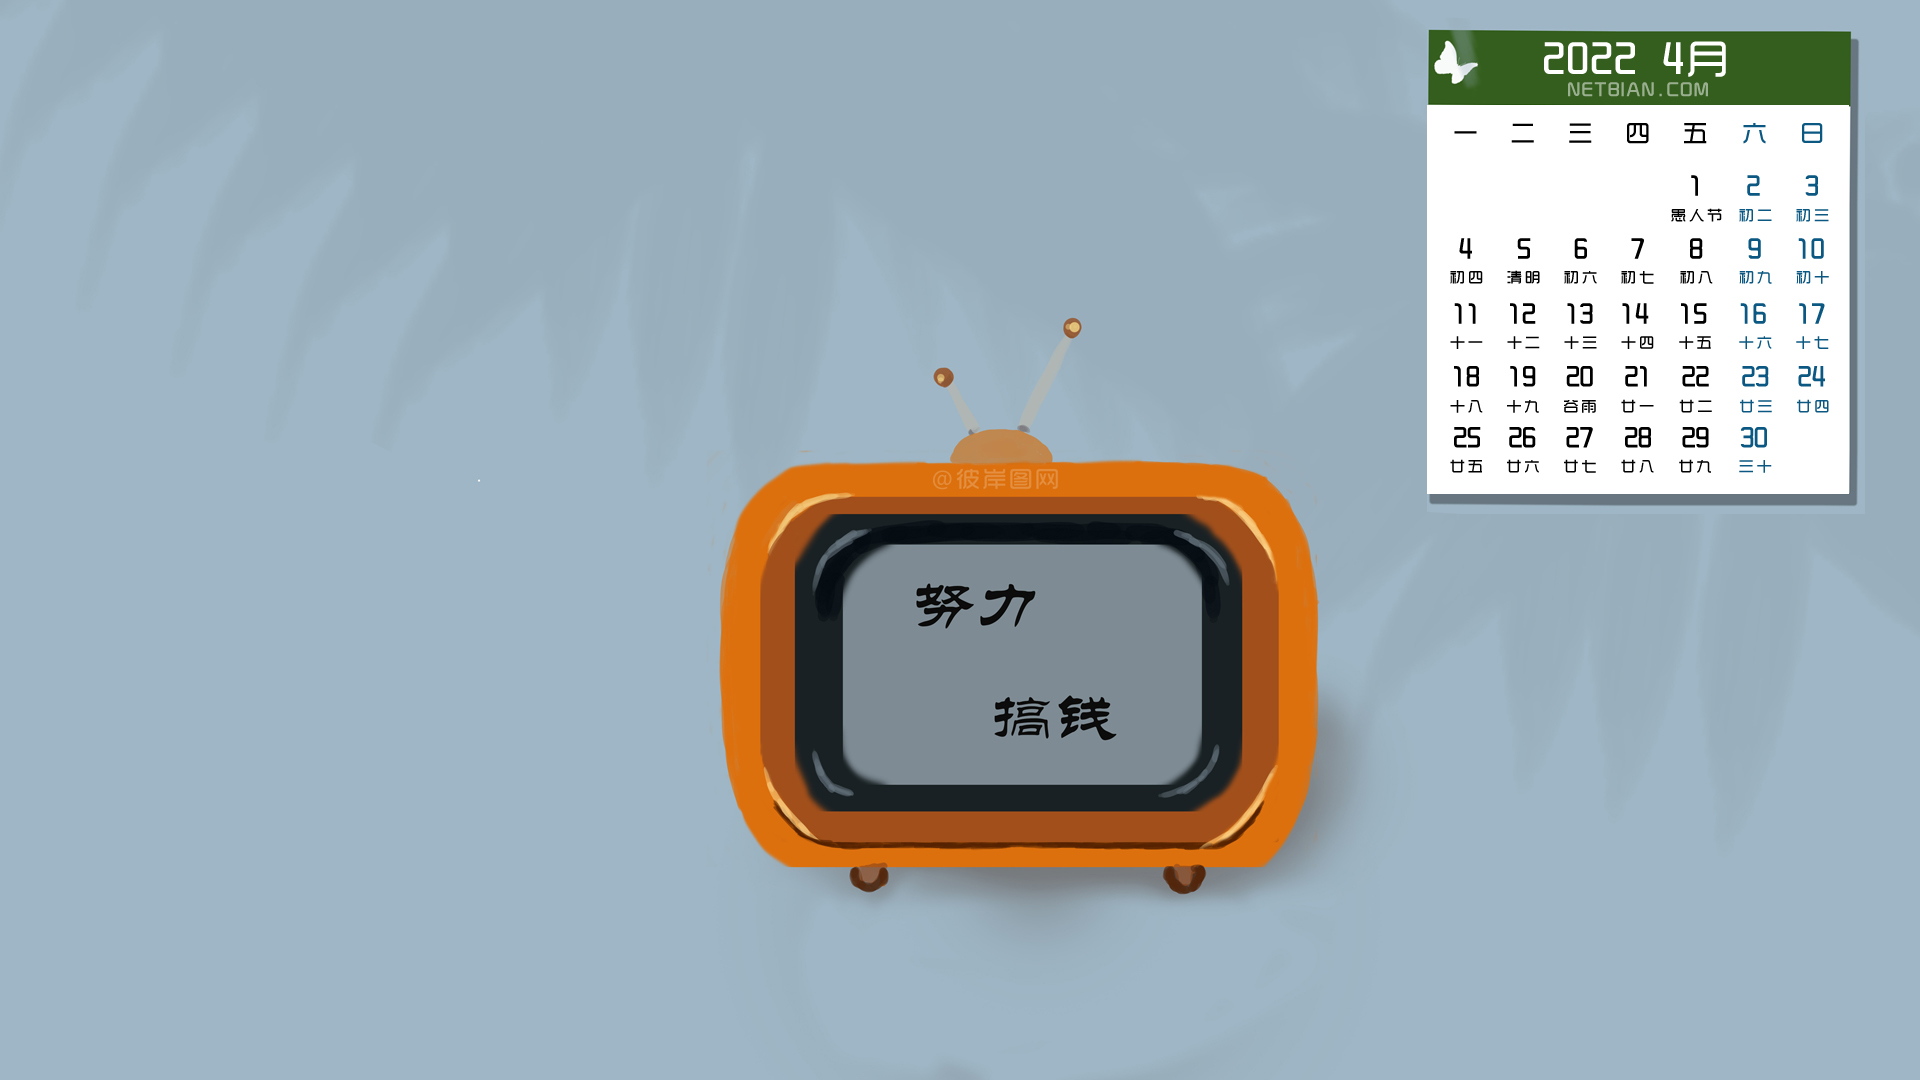 2022 4月
NETBIAN.COM
一 二 三 四 五 六 日
1 2 3
愚人节 初二 初三
4 5 6 7 8 9 10
初四 清明 初六 初七 初八 初九 初十
11 12 13 14 15 16 17
十一 十二 十三 十四 十五 十六 十七
18 19 20 21 22 23 24
十八 十九 谷雨 廿一 廿二 廿三 廿四
25 26 27 28 29 30
廿五 廿六 廿七 廿八 廿九 三十
@彼岸图网
努力
搞钱